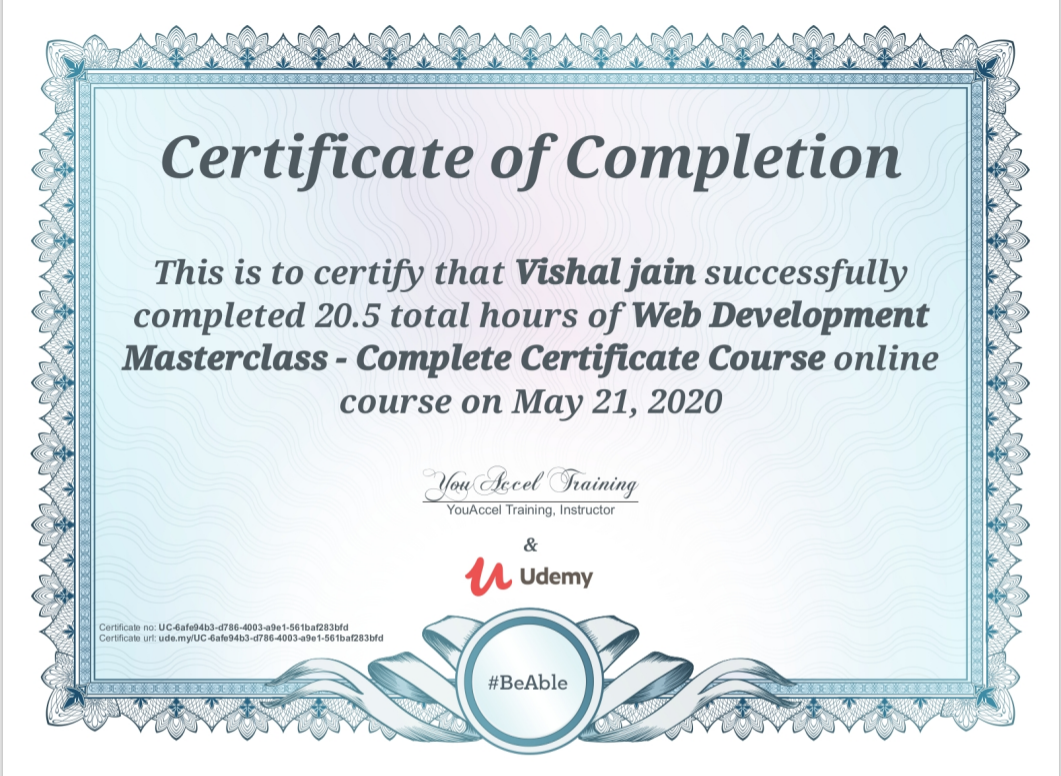 Certificate of Completion
This is to certify that Vishal jain successfully
completed 20.5 total hours of Web Development
Masterclass - Complete Certificate Course online
course on May 21, 2020
YouAccel Training
YouAccel Training, Instructor
&
Udemy
Certificate no: UC-6afe94b3-d786-4003-a9e1-561baf283bfd
Certificate url: ude.my/UC-6afe94b3-d786-4003-a9e1-561baf283bfd
#BeAble